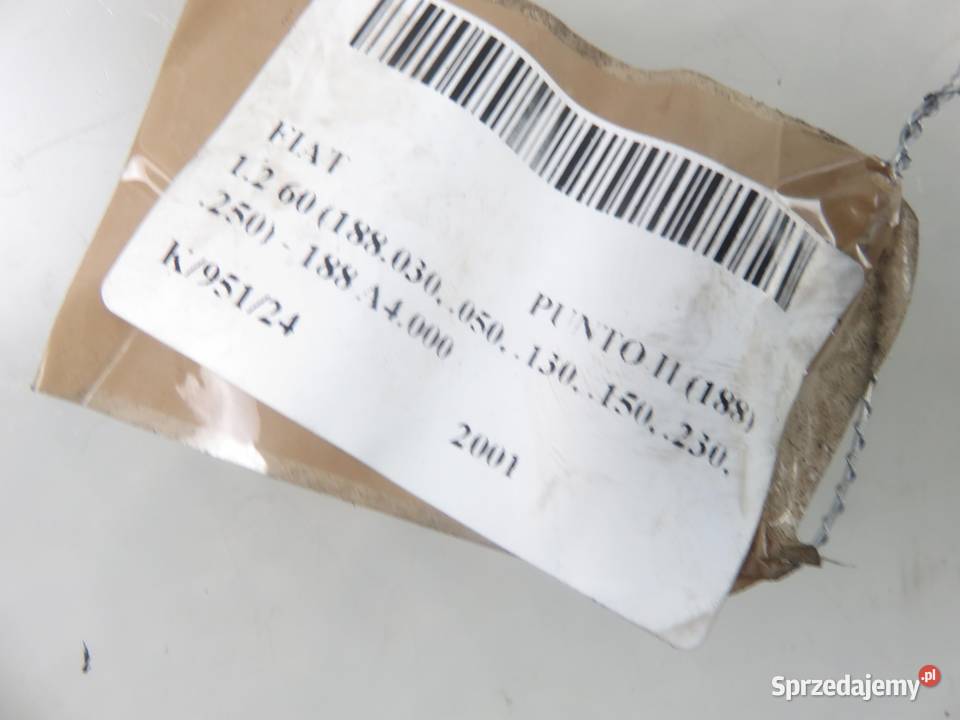 FIAT PUNTO II (188)
1.2 60 (188.030, .050, .130, .150, .230,
.250) - 188 A4.000
K/951/24 2001
Sprzedajemy.pl